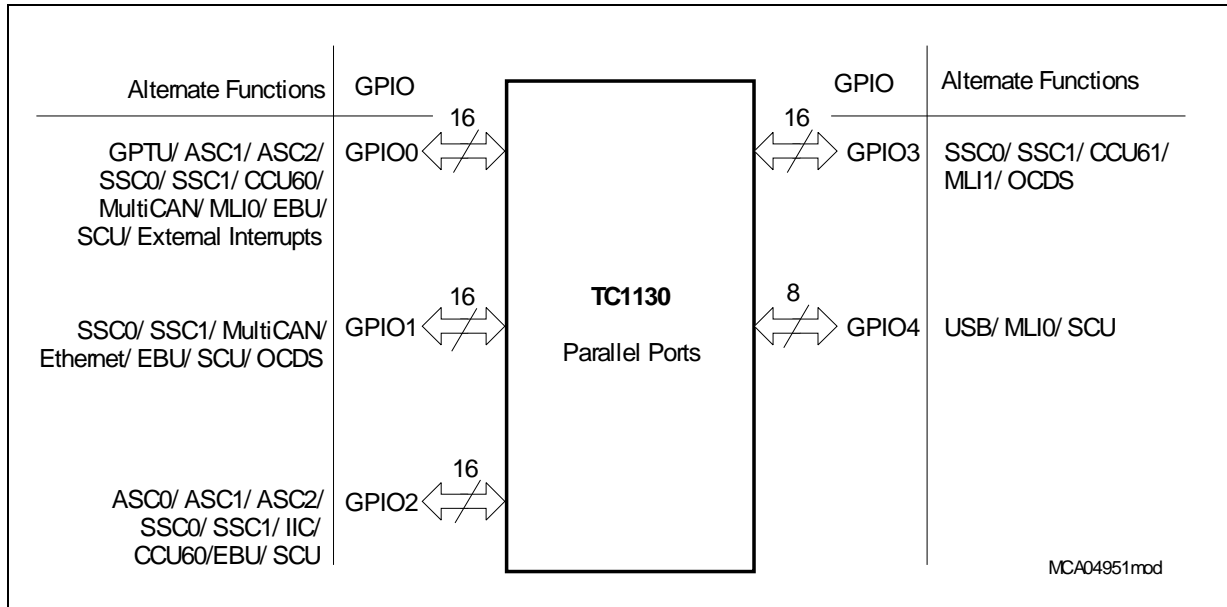 Alternate Functions
GPIO
16
GPTU/ ASC1/ ASC2/
SSC0/ SSC1/ CCU60/
MultiCAN/ MLI0/ EBU/
SCU/ External Interrupts
GPIO0
16
SSC0/ SSC1/ MultiCAN/
Ethernet/ EBU/ SCU/ OCDS
GPIO1
16
ASC0/ ASC1/ ASC2/
SSC0/ SSC1/ IIC/
CCU60/EBU/ SCU
GPIO2
TC1130
Parallel Ports
GPIO
Alternate Functions
16
GPIO3
SSC0/ SSC1/ CCU61/
MLI1/ OCDS
8
GPIO4
USB/ MLI0/ SCU
MCA04951mod